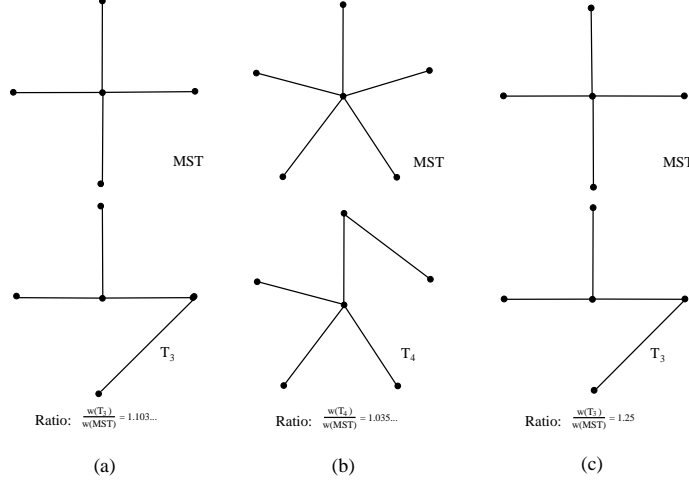 MST
MST
MST
T3
T4
T3
Ratio: w(T3) / w(MST) = 1.103...
Ratio: w(T4) / w(MST) = 1.035...
Ratio: w(T3) / w(MST) = 1.25
(a)
(b)
(c)